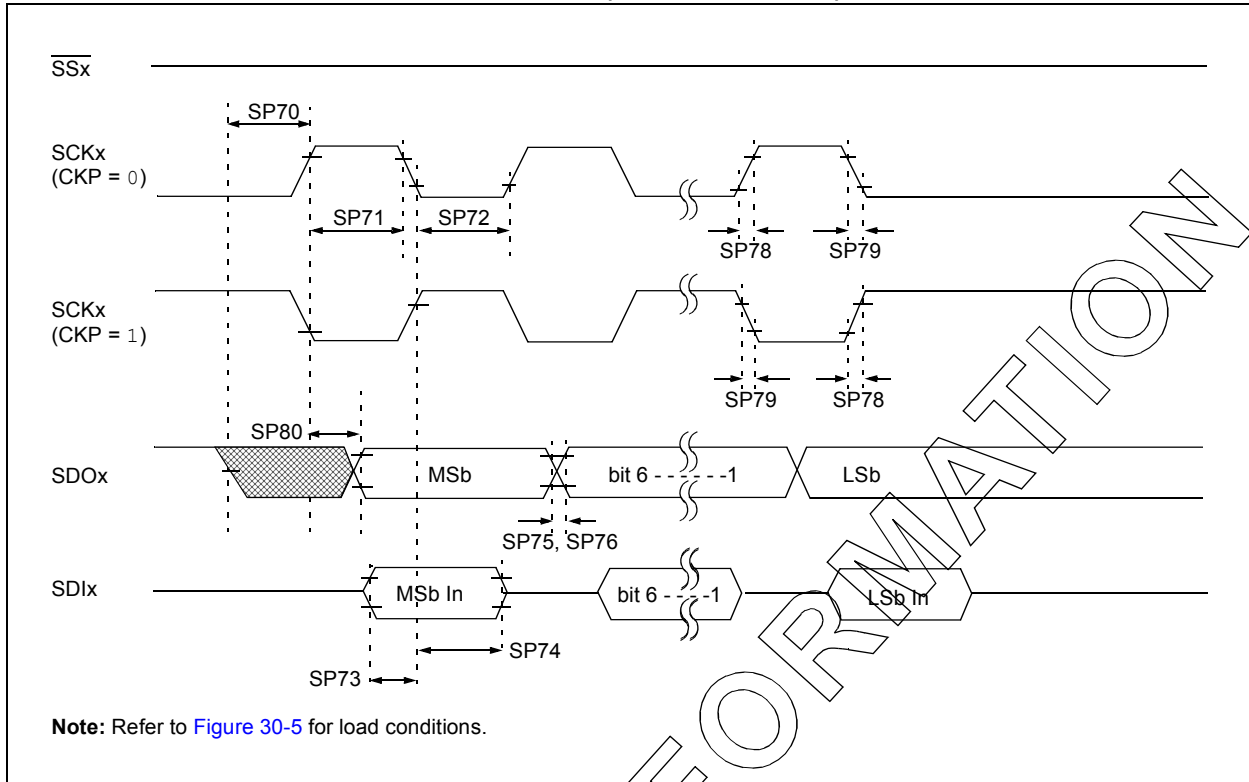 SSx
SP70
SCKx
(CKP = 0)
SP71
SP72
SP78
SP79
SCKx
(CKP = 1)
SP79
SP78
SP80
SDOx
MSb
bit 6 - - - - - -1
LSb
SP75, SP76
SDIx
MSb In
bit 6 - - - - -1
LSb In
SP74
SP73
Note: Refer to Figure 30-5 for load conditions.
FORMATION